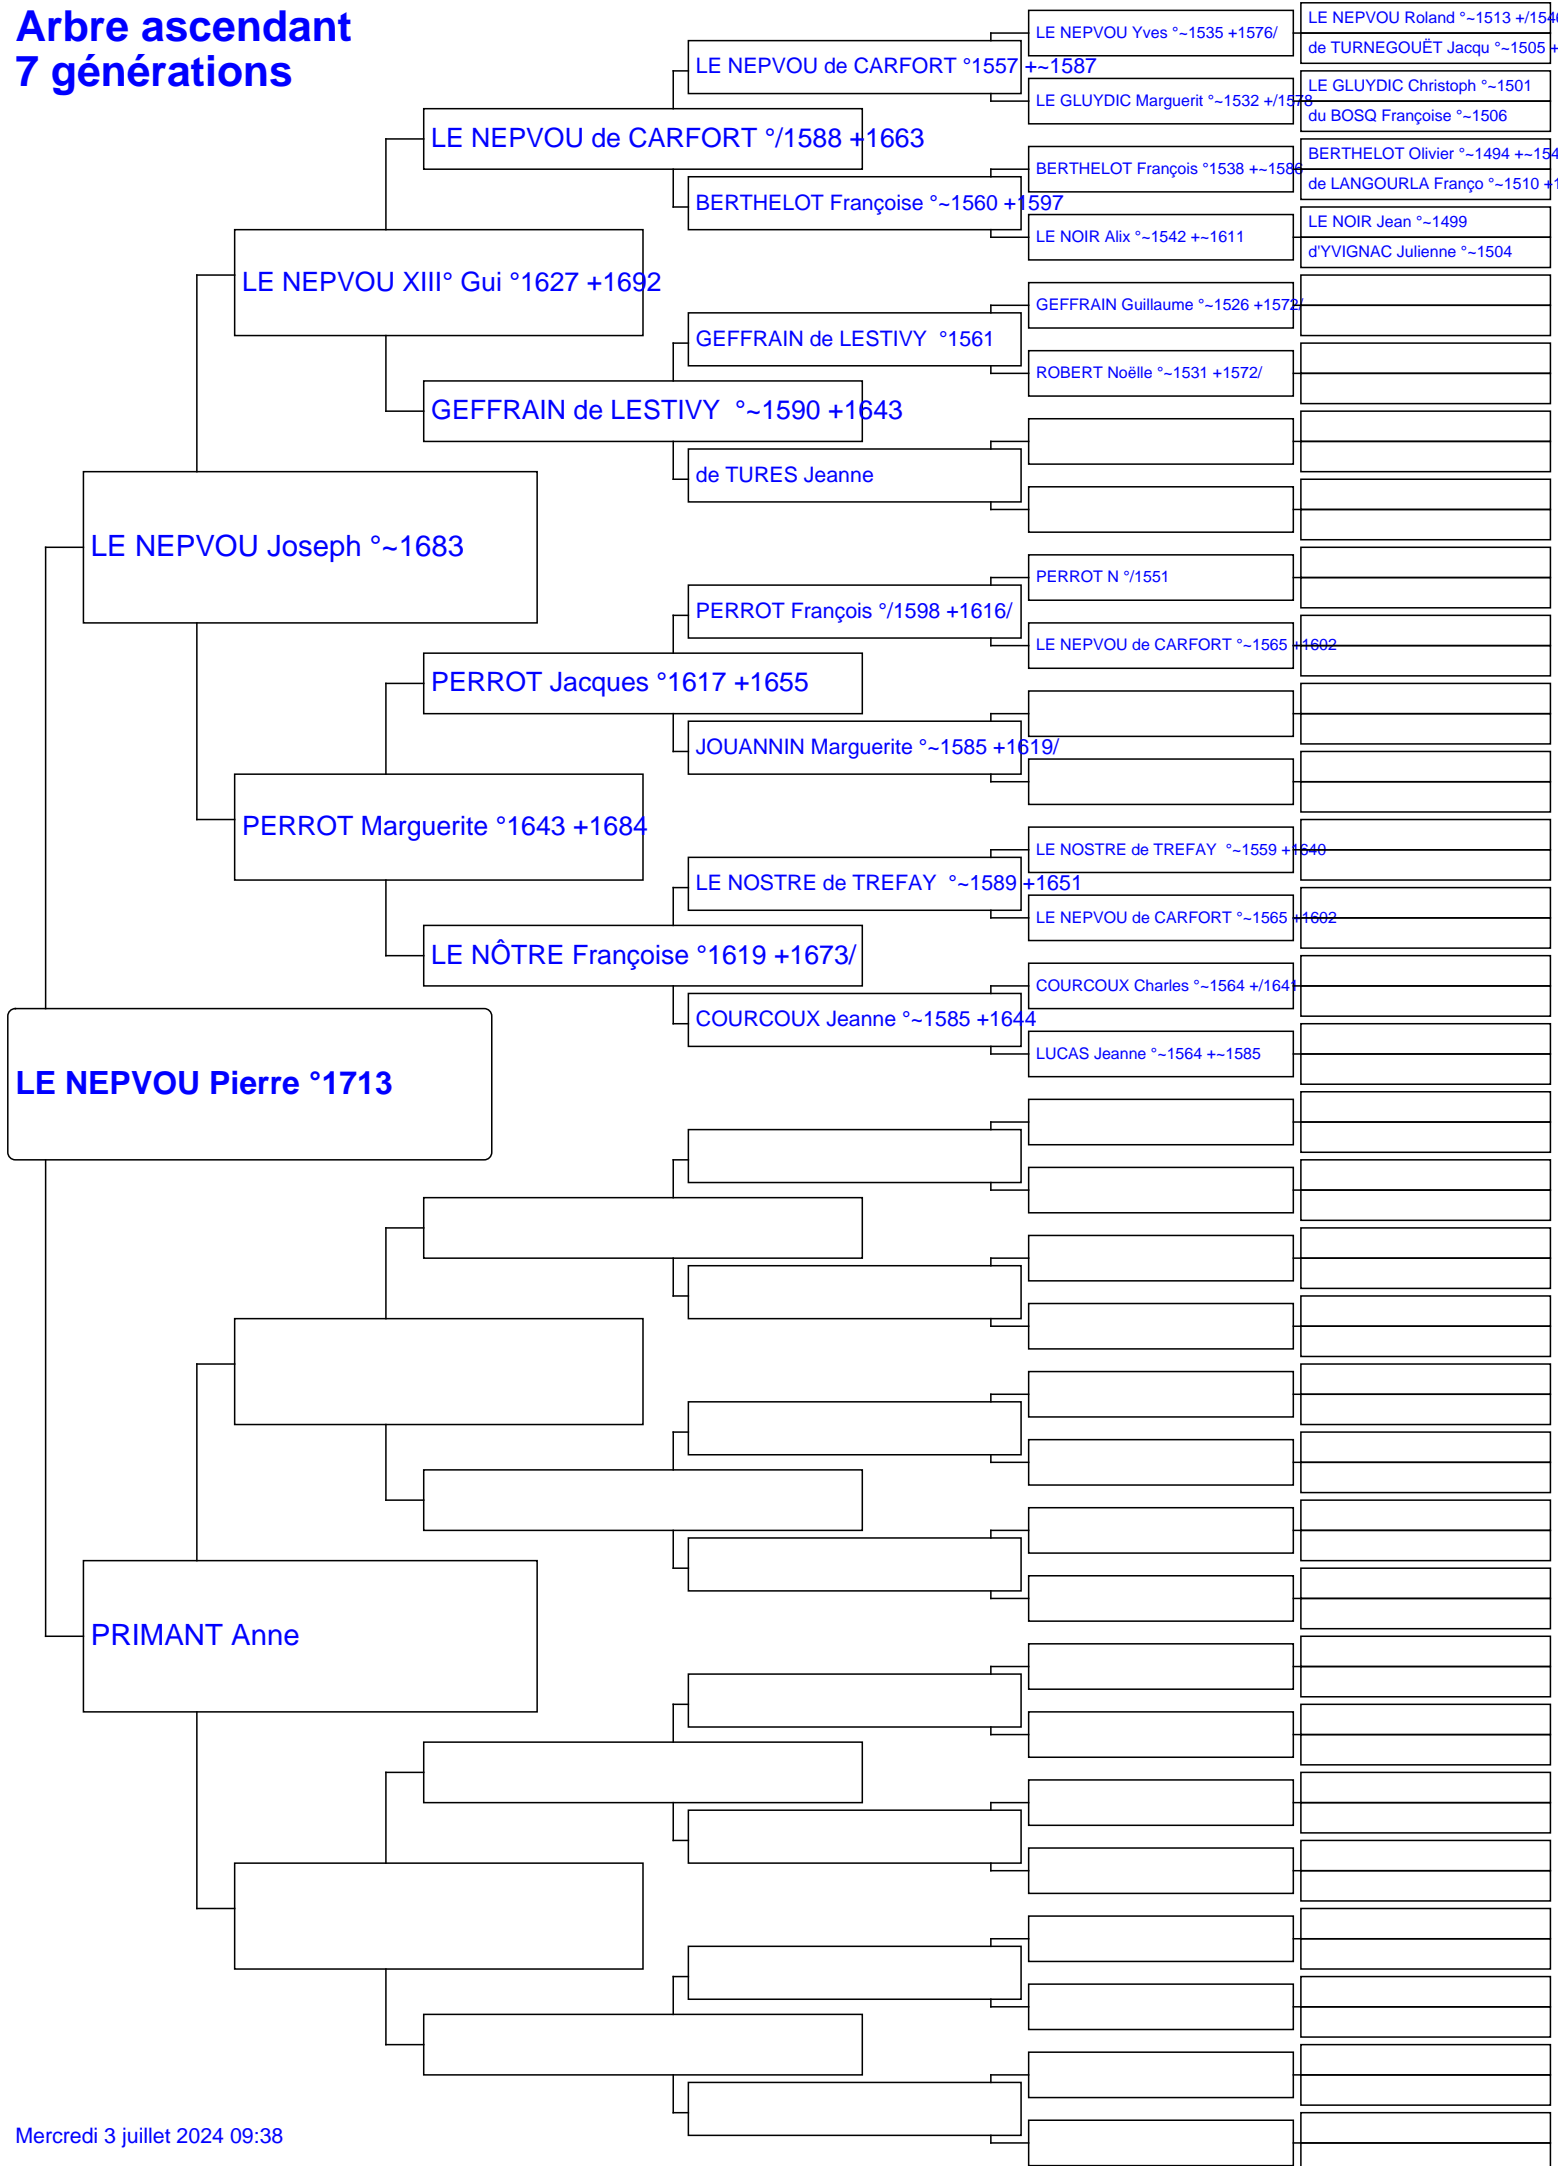 Arbre ascendant
7 générations
LE NEPVOU Roland °~1513 +/1546
LE NEPVOU Yves °~1535 +1576/
de TURNEGOUËT Jacqu °~1505 +
LE NEPVOU de CARFORT °1557 +~1587
LE GLUYDIC Christoph °~1501
LE GLUYDIC Marguerit °~1532 +/1578
du BOSQ Françoise °~1506
LE NEPVOU de CARFORT °/1588 +1663
BERTHELOT Olivier °~1494 +~154
BERTHELOT François °1538 +~1586
de LANGOURLA Franço °~1510 +1
BERTHELOT Françoise °~1560 +1597
LE NOIR Jean °~1499
LE NOIR Alix °~1542 +~1611
d'YVIGNAC Julienne °~1504
LE NEPVOU XIII° Gui °1627 +1692
GEFFRAIN Guillaume °~1526 +1572/
GEFFRAIN de LESTIVY °1561
ROBERT Noëlle °~1531 +1572/
GEFFRAIN de LESTIVY °~1590 +1643
de TURES Jeanne
LE NEPVOU Joseph °~1683
PERROT N °/1551
PERROT François °/1598 +1616/
LE NEPVOU de CARFORT °~1565 +1602
PERROT Jacques °1617 +1655
JOUANNIN Marguerite °~1585 +1619/
PERROT Marguerite °1643 +1684
LE NOSTRE de TREFAY °~1559 +1640
LE NOSTRE de TREFAY °~1589 +1651
LE NEPVOU de CARFORT °~1565 +1602
LE NÔTRE Françoise °1619 +1673/
COURCOUX Charles °~1564 +/1641
COURCOUX Jeanne °~1585 +1644
LUCAS Jeanne °~1564 +~1585
LE NEPVOU Pierre °1713
PRIMANT Anne
Mercredi 3 juillet 2024 09:38